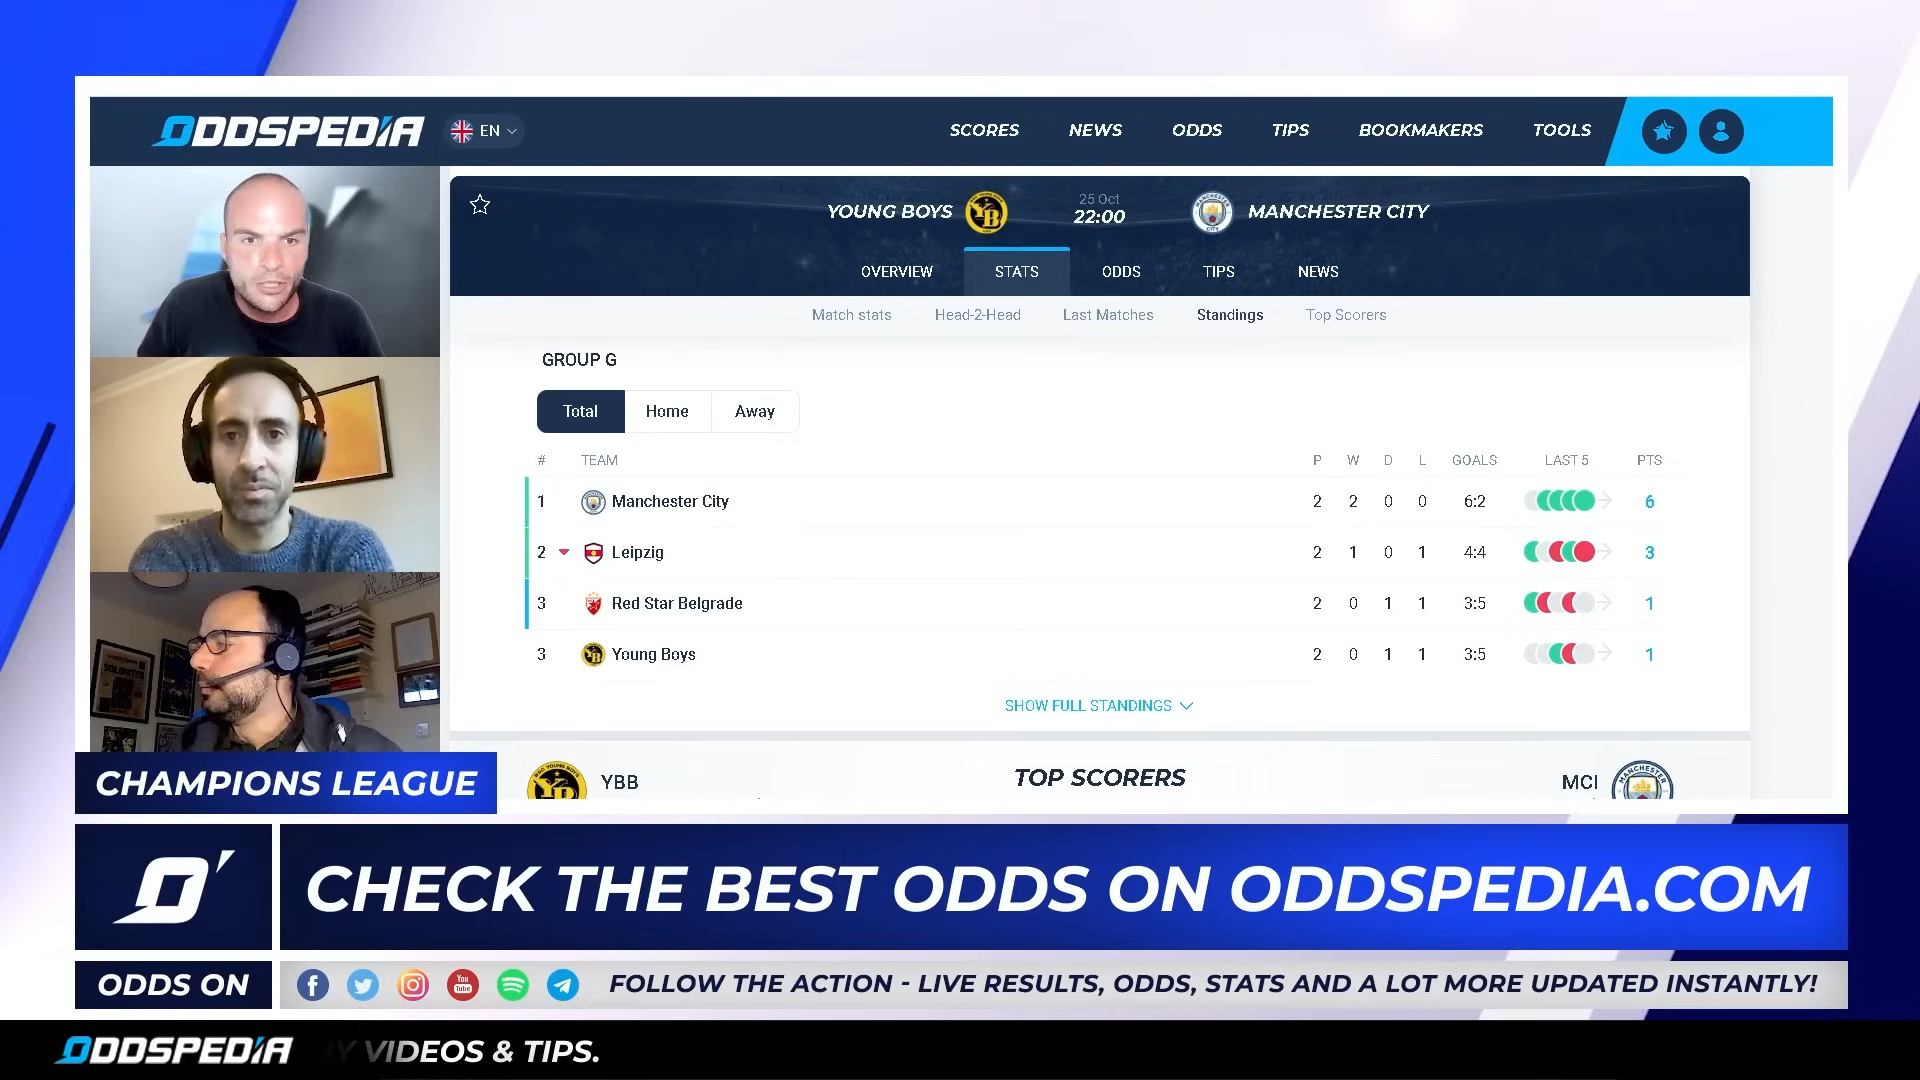 ODDSPEDIA EN SCORES NEWS ODDS TIPS BOOKMAKERS TOOLS
YOUNG BOYS 25 Oct 22:00 MANCHESTER CITY
OVERVIEW STATS ODDS TIPS NEWS
Match stats Head-2-Head Last Matches Standings Top Scorers
GROUP G
Total Home Away
# TEAM P W D L GOALS LAST 5 PTS
1 Manchester City 2 2 0 0 6:2 6
2 Leipzig 2 1 0 1 4:4 3
3 Red Star Belgrade 2 0 1 1 3:5 1
3 Young Boys 2 0 1 1 3:5 1
SHOW FULL STANDINGS
YBB TOP SCORERS MCI
CHAMPIONS LEAGUE
CHECK THE BEST ODDS ON ODDSPEDIA.COM
ODDS ON FOLLOW THE ACTION - LIVE RESULTS, ODDS, STATS AND A LOT MORE UPDATED INSTANTLY!
ODDSPEDIA VIDEOS & TIPS.